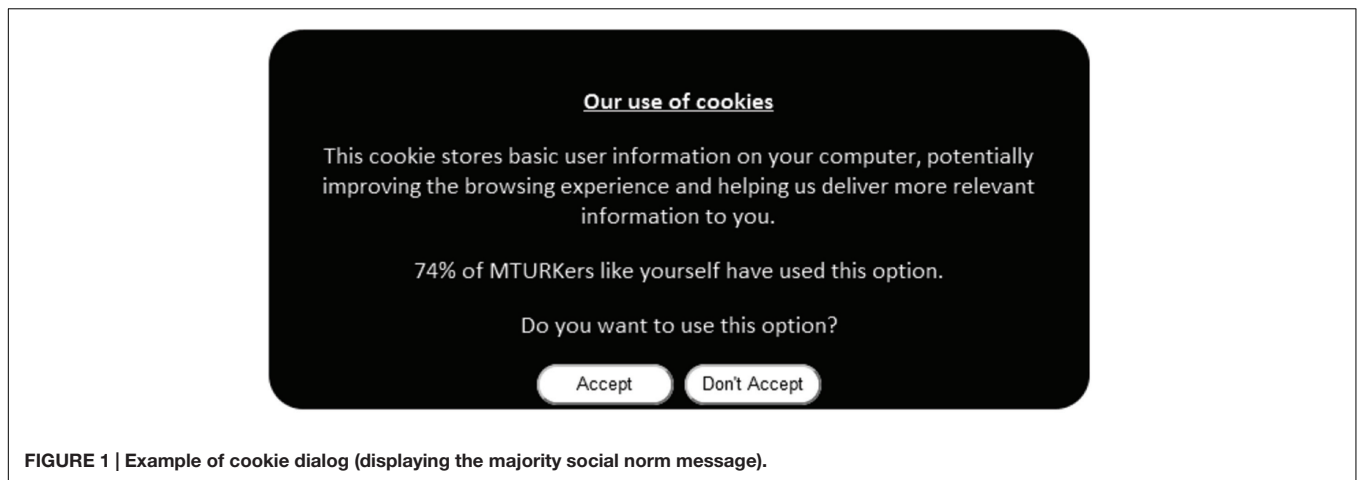 Our use of cookies
This cookie stores basic user information on your computer, potentially
improving the browsing experience and helping us deliver more relevant
information to you.
74% of MTURKers like yourself have used this option.
Do you want to use this option?
Accept Don't Accept
FIGURE 1 | Example of cookie dialog (displaying the majority social norm message).